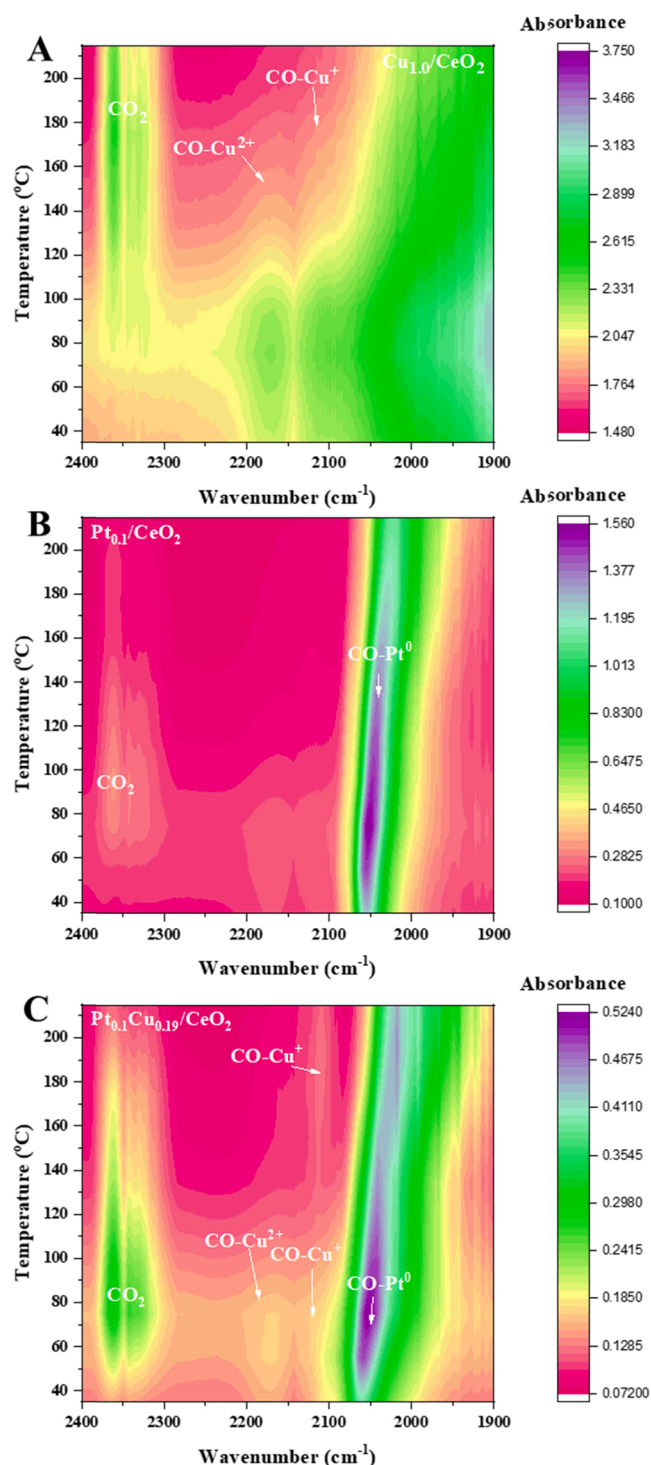 Absorbance
A
Cu₁.₀/CeO₂
CO-Cu⁺
CO₂
CO-Cu²⁺
200
180
160
140
120
100
80
60
40
Temperature (ºC)
2400 2300 2200 2100 2000 1900
Wavenumber (cm⁻¹)
3.750
3.466
3.183
2.899
2.615
2.331
2.047
1.764
1.480
Absorbance
B
Pt₀.₁/CeO₂
CO-Pt⁰
CO₂
200
180
160
140
120
100
80
60
40
Temperature (ºC)
2400 2300 2200 2100 2000 1900
Wavenumber (cm⁻¹)
1.560
1.377
1.195
1.013
0.8300
0.6475
0.4650
0.2825
0.1000
Absorbance
C
Pt₀.₁Cu₀.₁₉/CeO₂
CO-Cu⁺
CO-Cu²⁺
CO-Cu⁺
CO-Pt⁰
CO₂
200
180
160
140
120
100
80
60
40
Temperature (ºC)
2400 2300 2200 2100 2000 1900
Wavenumber (cm⁻¹)
0.5240
0.4675
0.4110
0.3545
0.2980
0.2415
0.1850
0.1285
0.07200